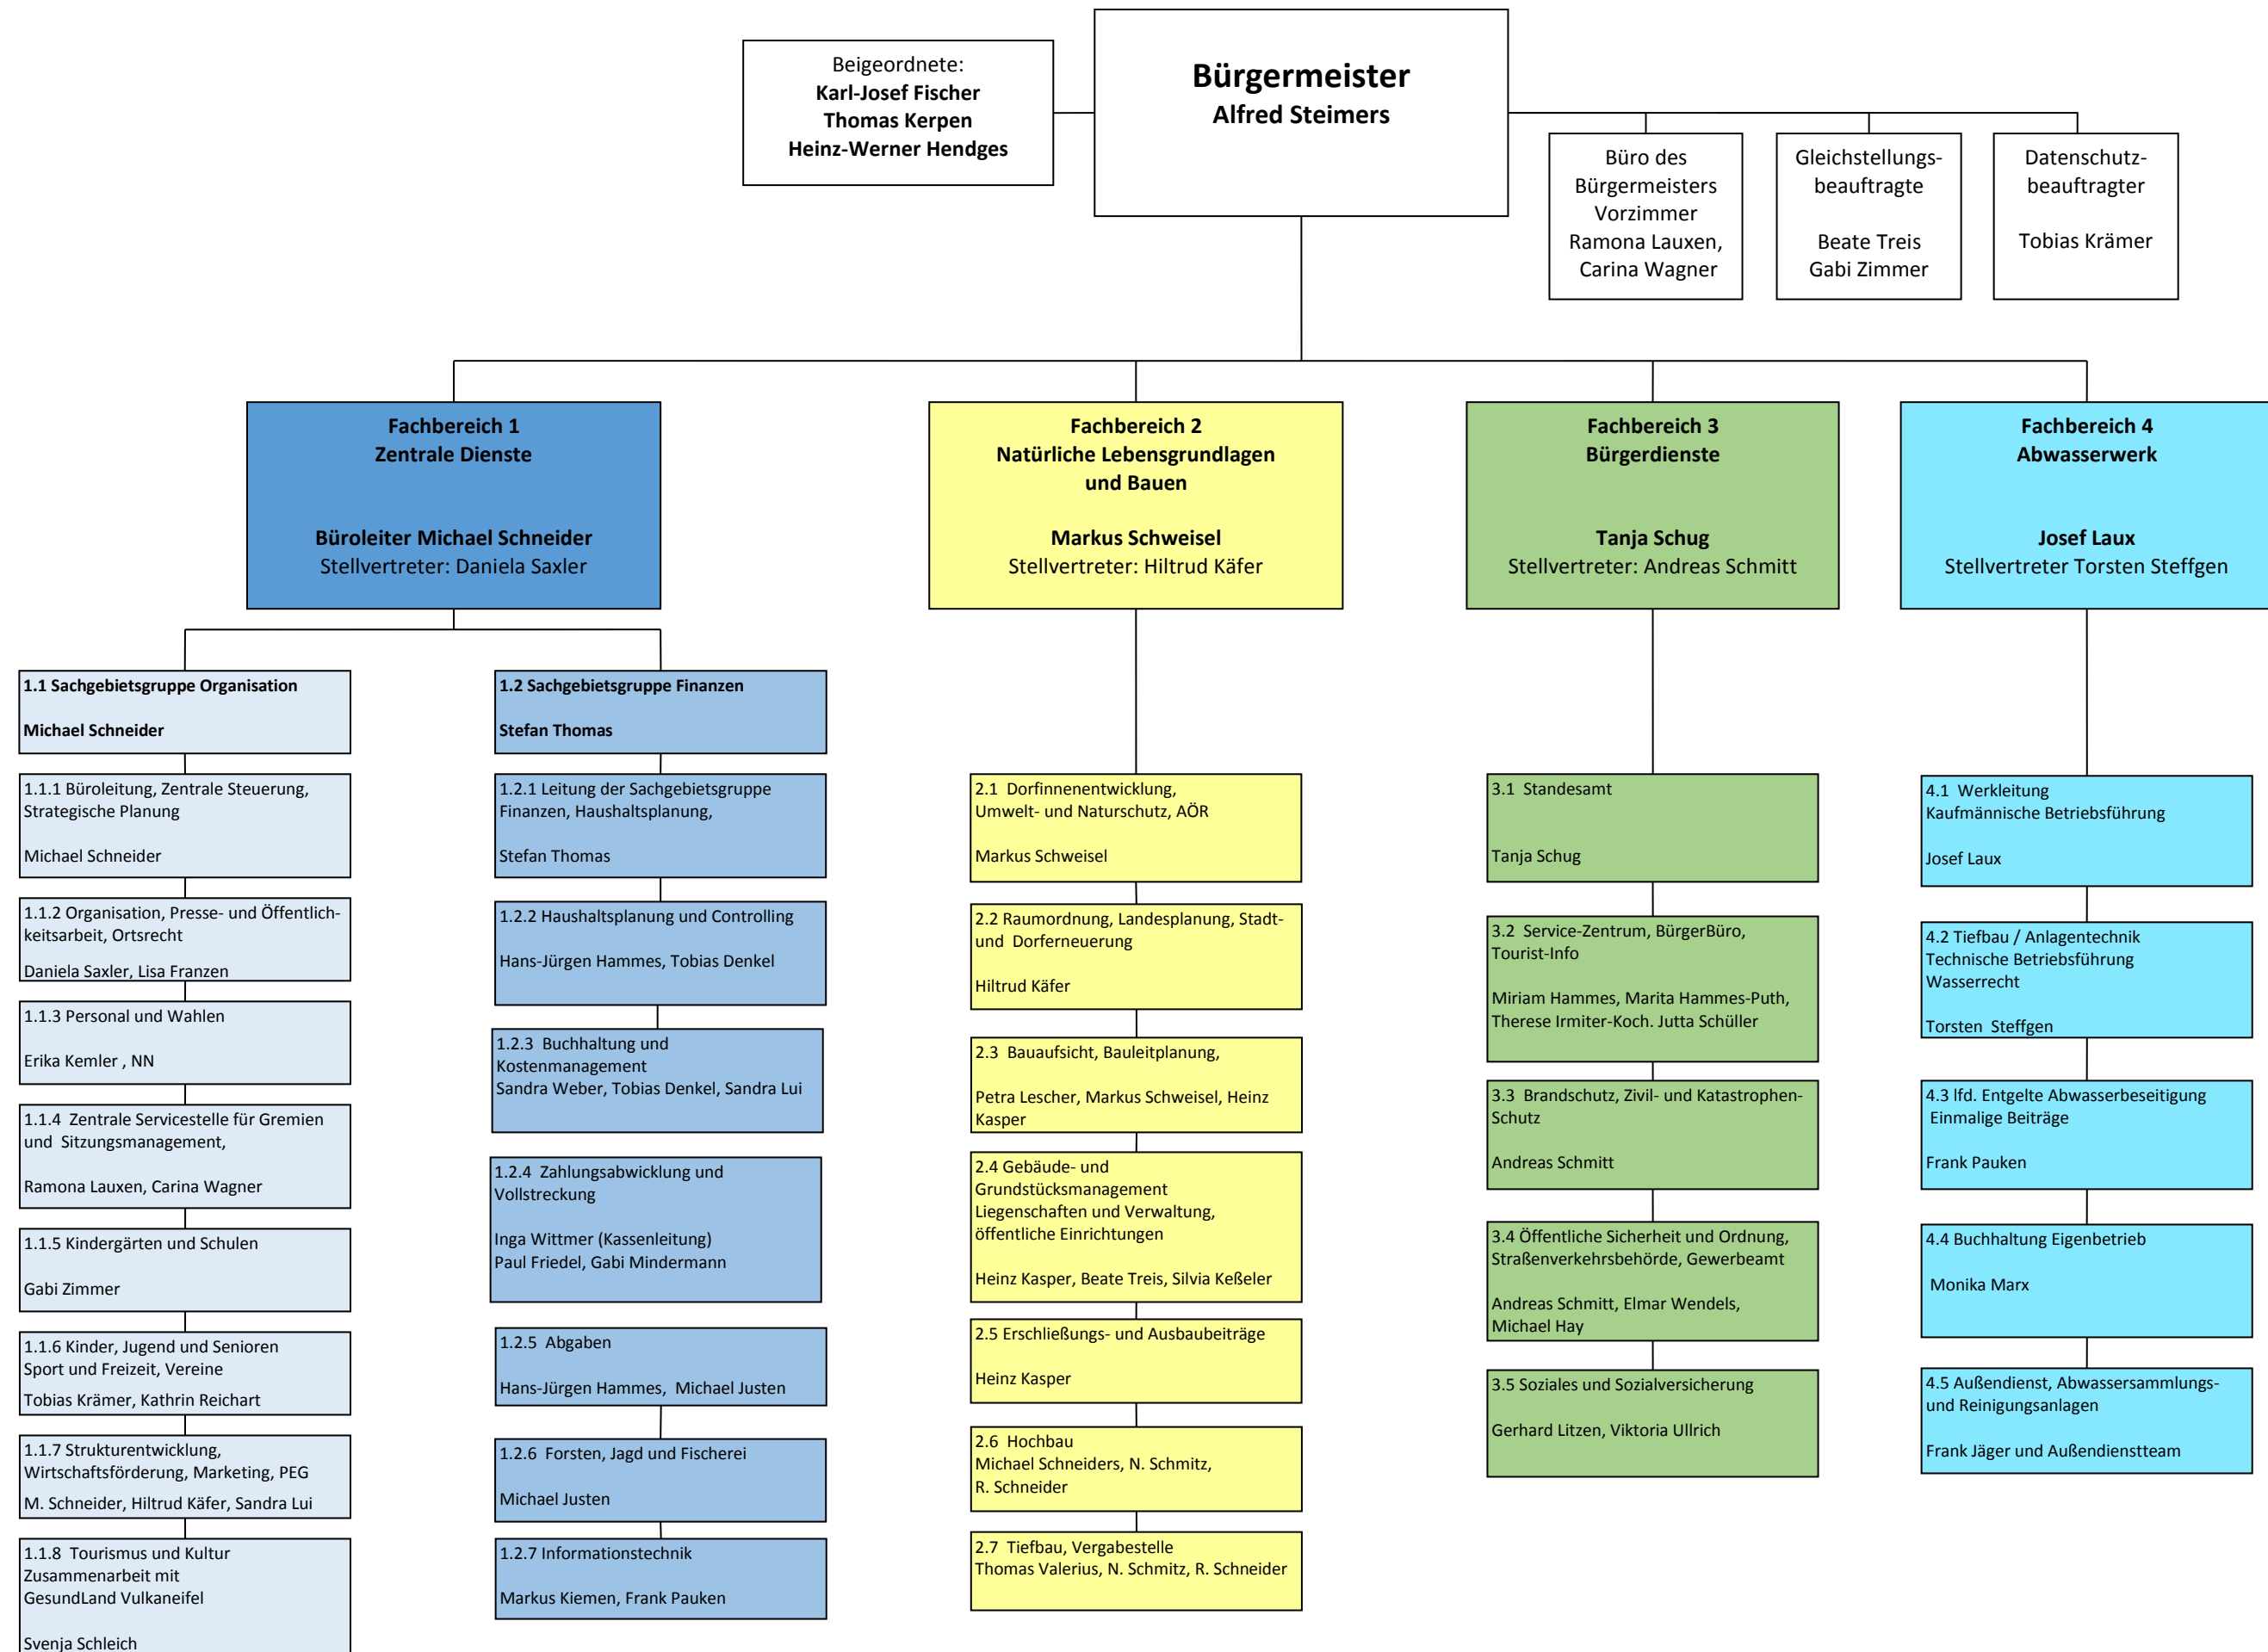 Beigeordnete:
Karl-Josef Fischer
Thomas Kerpen
Heinz-Werner Hendges
Bürgermeister
Alfred Steimers
Büro des
Bürgermeisters
Vorzimmer
Ramona Lauxen,
Carina Wagner
Gleichstellungs-
beauftragte
Beate Treis
Gabi Zimmer
Datenschutz-
beauftragter
Tobias Krämer
Fachbereich 1
Zentrale Dienste
Büroleiter Michael Schneider
Stellvertreter: Daniela Saxler
Fachbereich 2
Natürliche Lebensgrundlagen
und Bauen
Markus Schweisel
Stellvertreter: Hiltrud Käfer
Fachbereich 3
Bürgerdienste
Tanja Schug
Stellvertreter: Andreas Schmitt
Fachbereich 4
Abwasserwerk
Josef Laux
Stellvertreter Torsten Steffgen
1.1 Sachgebietsgruppe Organisation
Michael Schneider
1.1.1 Büroleitung, Zentrale Steuerung,
Strategische Planung
Michael Schneider
1.1.2 Organisation, Presse- und Öffentlich-
keitsarbeit, Ortsrecht
Daniela Saxler, Lisa Franzen
1.1.3 Personal und Wahlen
Erika Kemler , NN
1.1.4  Zentrale Servicestelle für Gremien
und  Sitzungsmanagement,
Ramona Lauxen, Carina Wagner
1.1.5 Kindergärten und Schulen
Gabi Zimmer
1.1.6 Kinder, Jugend und Senioren
Sport und Freizeit, Vereine
Tobias Krämer, Kathrin Reichart
1.1.7 Strukturentwicklung,
Wirtschaftsförderung, Marketing, PEG
M. Schneider, Hiltrud Käfer, Sandra Lui
1.1.8  Tourismus und Kultur
Zusammenarbeit mit
GesundLand Vulkaneifel
Svenja Schleich
1.2 Sachgebietsgruppe Finanzen
Stefan Thomas
1.2.1 Leitung der Sachgebietsgruppe
Finanzen, Haushaltsplanung,
Stefan Thomas
1.2.2 Haushaltsplanung und Controlling
Hans-Jürgen Hammes, Tobias Denkel
1.2.3  Buchhaltung und
Kostenmanagement
Sandra Weber, Tobias Denkel, Sandra Lui
1.2.4  Zahlungsabwicklung und
Vollstreckung
Inga Wittmer (Kassenleitung)
Paul Friedel, Gabi Mindermann
1.2.5  Abgaben
Hans-Jürgen Hammes,  Michael Justen
1.2.6  Forsten, Jagd und Fischerei
Michael Justen
1.2.7 Informationstechnik
Markus Kiemen, Frank Pauken
2.1  Dorfinnenentwicklung,
Umwelt- und Naturschutz, AÖR
Markus Schweisel
2.2 Raumordnung, Landesplanung, Stadt-
und  Dorferneuerung
Hiltrud Käfer
2.3  Bauaufsicht, Bauleitplanung,
Petra Lescher, Markus Schweisel, Heinz
Kasper
2.4 Gebäude- und
Grundstücksmanagement
Liegenschaften und Verwaltung,
öffentliche Einrichtungen
Heinz Kasper, Beate Treis, Silvia Keßeler
2.5 Erschließungs- und Ausbaubeiträge
Heinz Kasper
2.6  Hochbau
Michael Schneiders, N. Schmitz,
R. Schneider
2.7  Tiefbau, Vergabestelle
Thomas Valerius, N. Schmitz, R. Schneider
3.1  Standesamt
Tanja Schug
3.2  Service-Zentrum, BürgerBüro,
Tourist-Info
Miriam Hammes, Marita Hammes-Puth,
Therese Irmiter-Koch. Jutta Schüller
3.3  Brandschutz, Zivil- und Katastrophen-
Schutz
Andreas Schmitt
3.4 Öffentliche Sicherheit und Ordnung,
Straßenverkehrsbehörde, Gewerbeamt
Andreas Schmitt, Elmar Wendels,
Michael Hay
3.5 Soziales und Sozialversicherung
Gerhard Litzen, Viktoria Ullrich
4.1  Werkleitung
Kaufmännische Betriebsführung
Josef Laux
4.2 Tiefbau / Anlagentechnik
Technische Betriebsführung
Wasserrecht
Torsten  Steffgen
4.3 lfd. Entgelte Abwasserbeseitigung
Einmalige Beiträge
Frank Pauken
4.4 Buchhaltung Eigenbetrieb
Monika Marx
4.5 Außendienst, Abwassersammlungs-
und Reinigungsanlagen
Frank Jäger und Außendienstteam